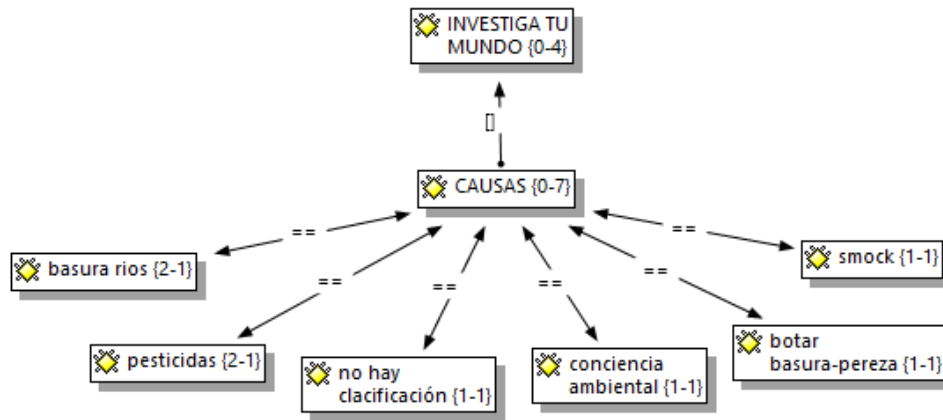 INVESTIGA TU
MUNDO {0-4}
[]
CAUSAS {0-7}
==
==
==
==
==
==
basura rios {2-1}
smock {1-1}
pesticidas {2-1}
no hay
clacificación {1-1}
conciencia
ambiental {1-1}
botar
basura-pereza {1-1}